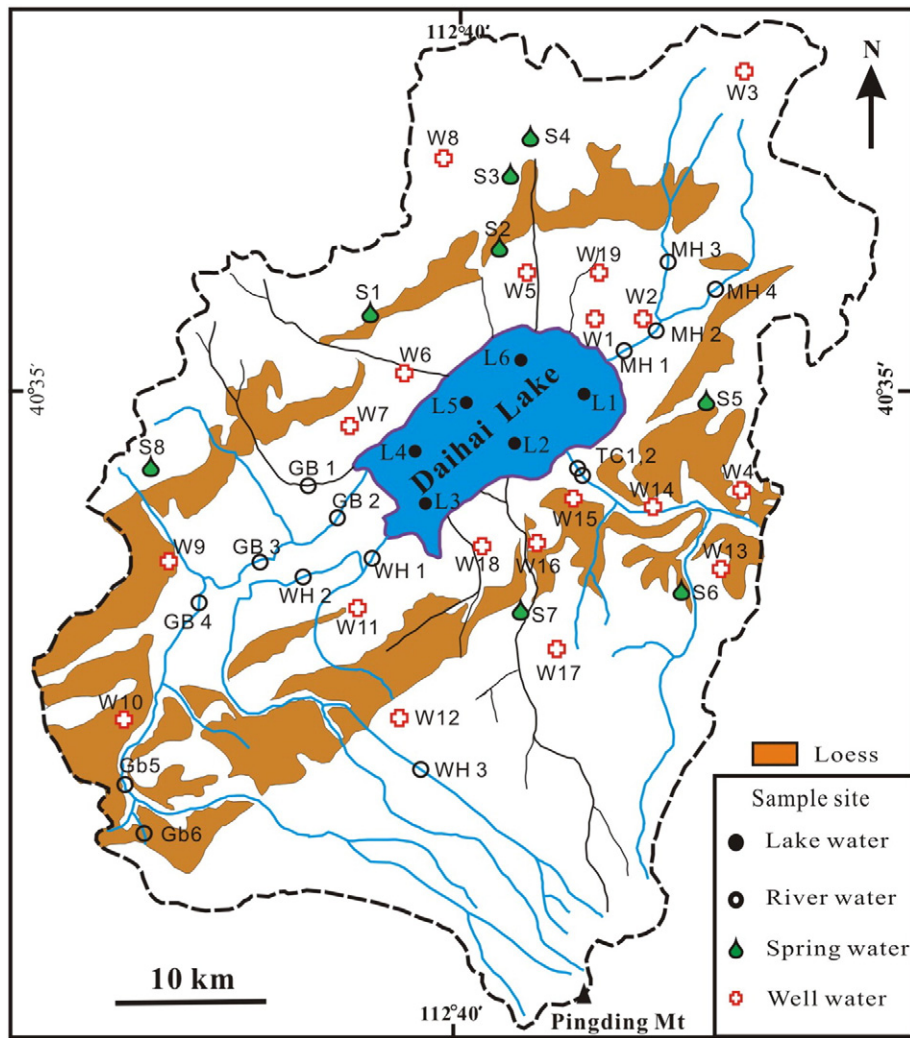 112°40′
N
W3
S4
W8
S3
S2
W19
MH 3
W5
S1
W2
MH 4
W1
MH 2
MH 1
L6
W6
40°35′
40°35′
Daihai Lake
L5
L1
S5
W7
L4
L2
S8
GB 1
TC1,2
W4
L3
W14
GB 2
W15
W9
GB 3
WH 1
W18
W16
W13
WH 2
GB 4
S6
W11
S7
W17
W10
W12
Gb5
WH 3
Loess
Gb6
Sample site
Lake water
River water
Spring water
Well water
10 km
112°40′
Pingding Mt